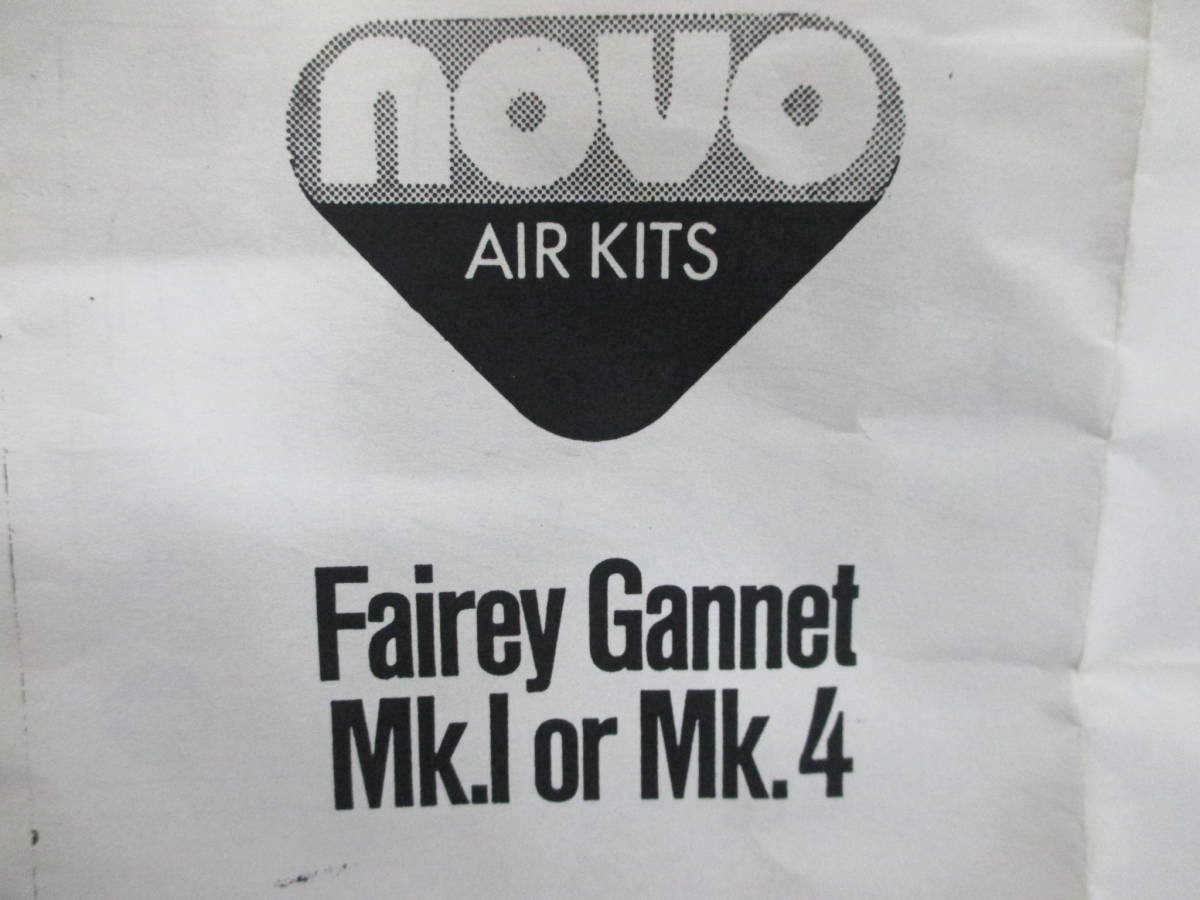 novo
AIR KITS
Fairey Gannet
Mk.I or Mk.4